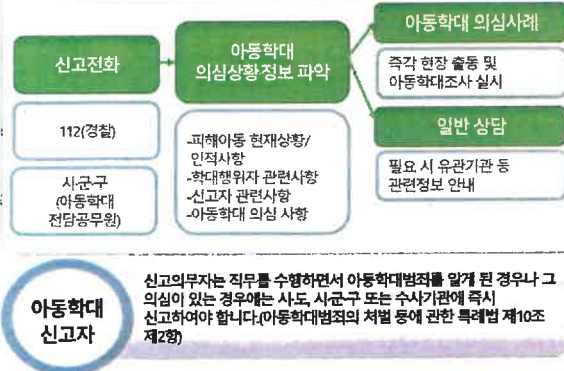 신고전화
112(경찰)
시·군·구
(아동학대
전담공무원)
아동학대
의심상황정보 파악
-피해아동 현재상황/
인적사항
-학대행위자 관련사항
-신고자 관련사항
-아동학대 의심 사항
아동학대 의심사례
즉각 현장 출동 및
아동학대조사 실시
일반 상담
필요 시 유관기관 등
관련정보 안내
아동학대
신고자
신고의무자는 직무를 수행하면서 아동학대범죄를 알게 된 경우나 그
의심이 있는 경우에는 시·도, 시·군·구 또는 수사기관에 즉시
신고하여야 합니다.(아동학대범죄의 처벌 등에 관한 특례법 제10조
제2항)